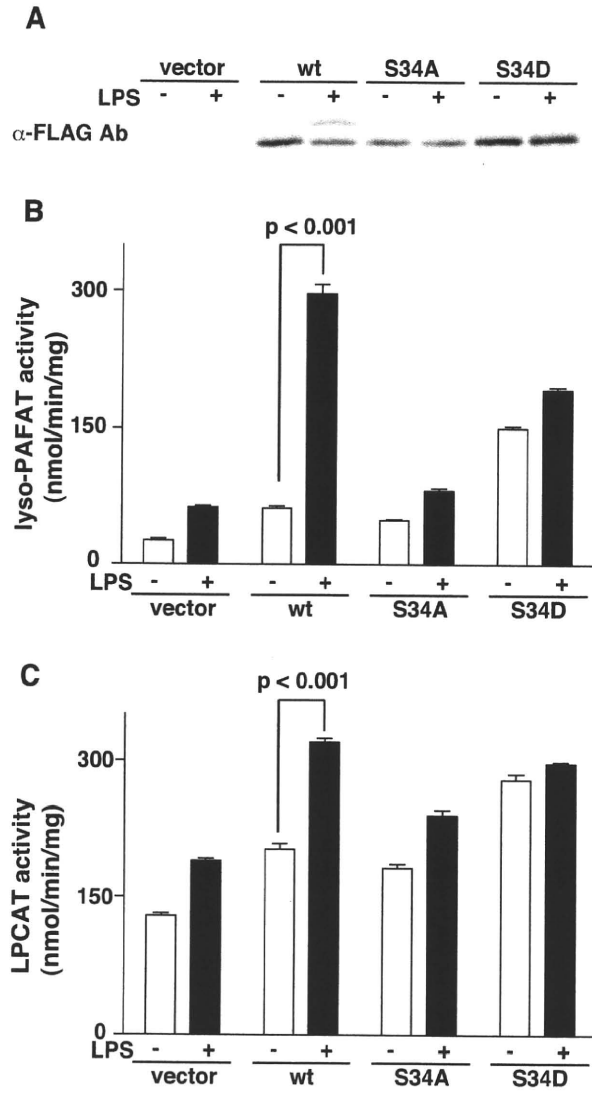 A
vector wt S34A S34D
LPS - + - + - + - +
α-FLAG Ab
B
p < 0.001
lyso-PAFAT activity
(nmol/min/mg)
300
150
0
LPS - + - + - + - +
vector wt S34A S34D
C
p < 0.001
LPCAT activity
(nmol/min/mg)
300
150
0
LPS - + - + - + - +
vector wt S34A S34D